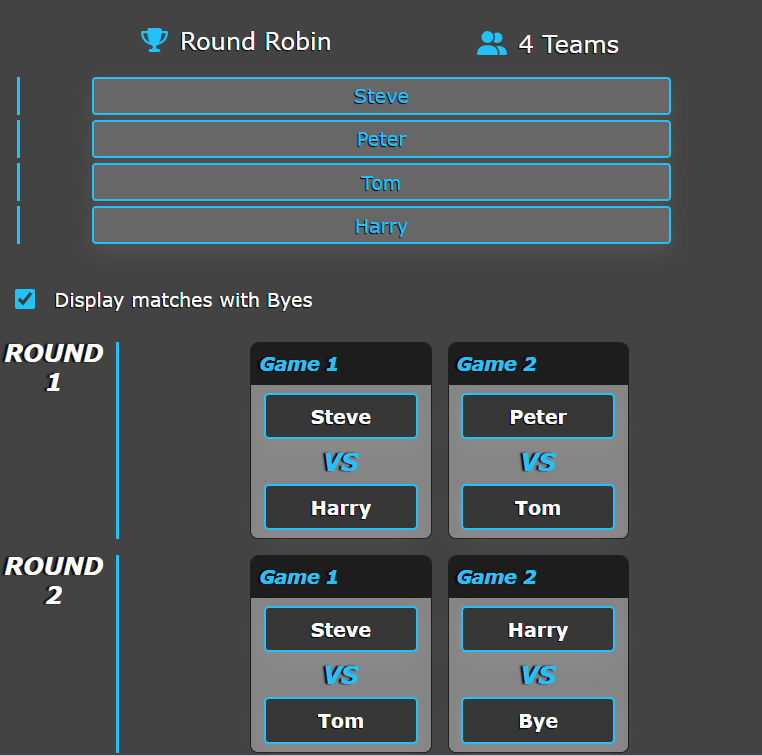 Round Robin
4 Teams
Steve
Peter
Tom
Harry
Display matches with Byes
ROUND
1
Game 1
Steve
VS
Harry
Game 2
Peter
VS
Tom
ROUND
2
Game 1
Steve
VS
Tom
Game 2
Harry
VS
Bye